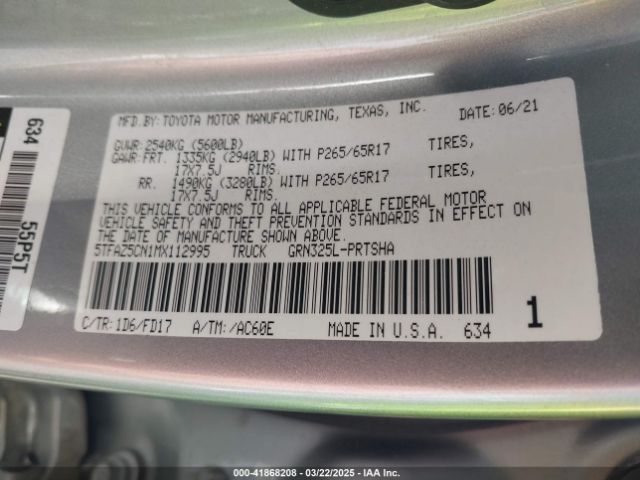 MFD.BY:TOYOTA MOTOR MANUFACTURING, TEXAS, INC. DATE:06/21
GVWR:2540KG (5600LB)
GAWR:FRT. 1335KG (2940LB) WITH P265/65R17 TIRES,
17X7.5J RIMS.
RR. 1490KG (3280LB) WITH P265/65R17 TIRES,
17X7.5J RIMS.
THIS VEHICLE CONFORMS TO ALL APPLICABLE FEDERAL MOTOR
VEHICLE SAFETY AND THEFT PREVENTION STANDARDS IN EFFECT ON
THE DATE OF MANUFACTURE SHOWN ABOVE.
5TFAZ5CN1MX112995 TRUCK GRN325L-PRTSHA
C/TR:1D6/FD17 A/TM:/AC60E MADE IN U.S.A. 634
1
634
55P5T
000-41868208 - 03/22/2025 - IAA Inc.